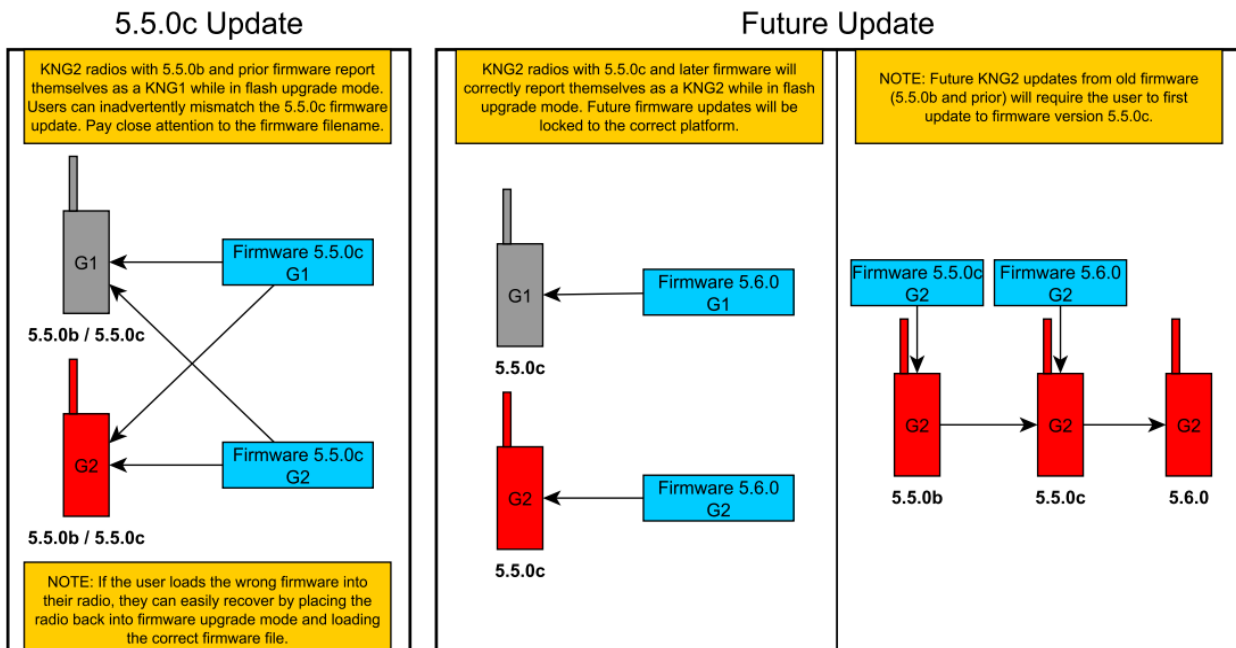 5.5.0c Update
KNG2 radios with 5.5.0b and prior firmware report
themselves as a KNG1 while in flash upgrade mode.
Users can inadvertently mismatch the 5.5.0c firmware
update. Pay close attention to the firmware filename.
G1
Firmware 5.5.0c
G1
5.5.0b / 5.5.0c
G2
Firmware 5.5.0c
G2
5.5.0b / 5.5.0c
NOTE: If the user loads the wrong firmware into
their radio, they can easily recover by placing the
radio back into firmware upgrade mode and loading
the correct firmware file.
Future Update
KNG2 radios with 5.5.0c and later firmware will
correctly report themselves as a KNG2 while in flash
upgrade mode. Future firmware updates will be
locked to the correct platform.
G1
Firmware 5.6.0
G1
5.5.0c
G2
Firmware 5.6.0
G2
5.5.0c
NOTE: Future KNG2 updates from old firmware
(5.5.0b and prior) will require the user to first
update to firmware version 5.5.0c.
Firmware 5.5.0c
G2
Firmware 5.6.0
G2
G2
G2
G2
5.5.0b
5.5.0c
5.6.0